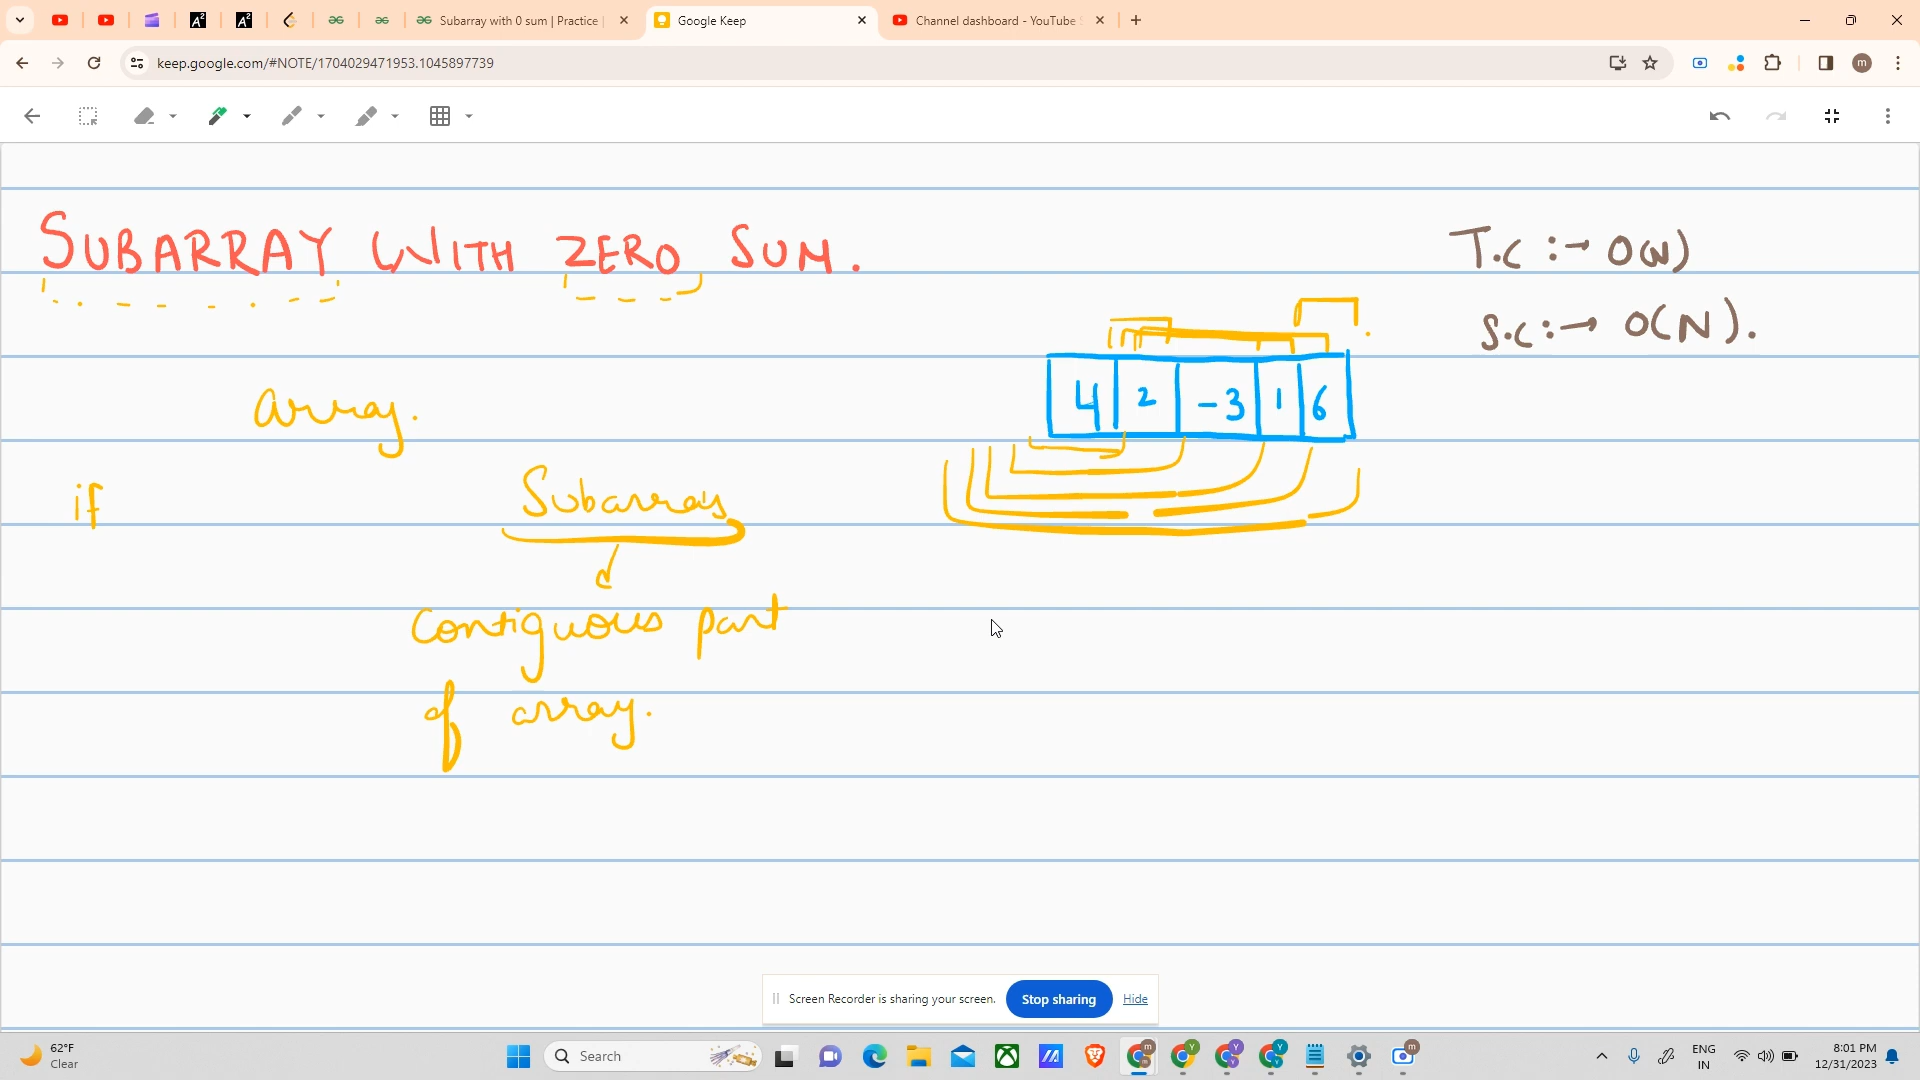 Subarray with 0 sum | Practice
Google Keep
Channel dashboard - YouTube
keep.google.com/#NOTE/1704029471953.1045897739
m
SUBARRAY WITH ZERO SUM.
T.C :→ O(N)
S.C :→ O(N).
array.
4 2 -3 1 6
if
Subarray
Contiguous part
of array.
Screen Recorder is sharing your screen.
Stop sharing
Hide
62°F
Clear
Search
ENG
IN
8:01 PM
12/31/2023